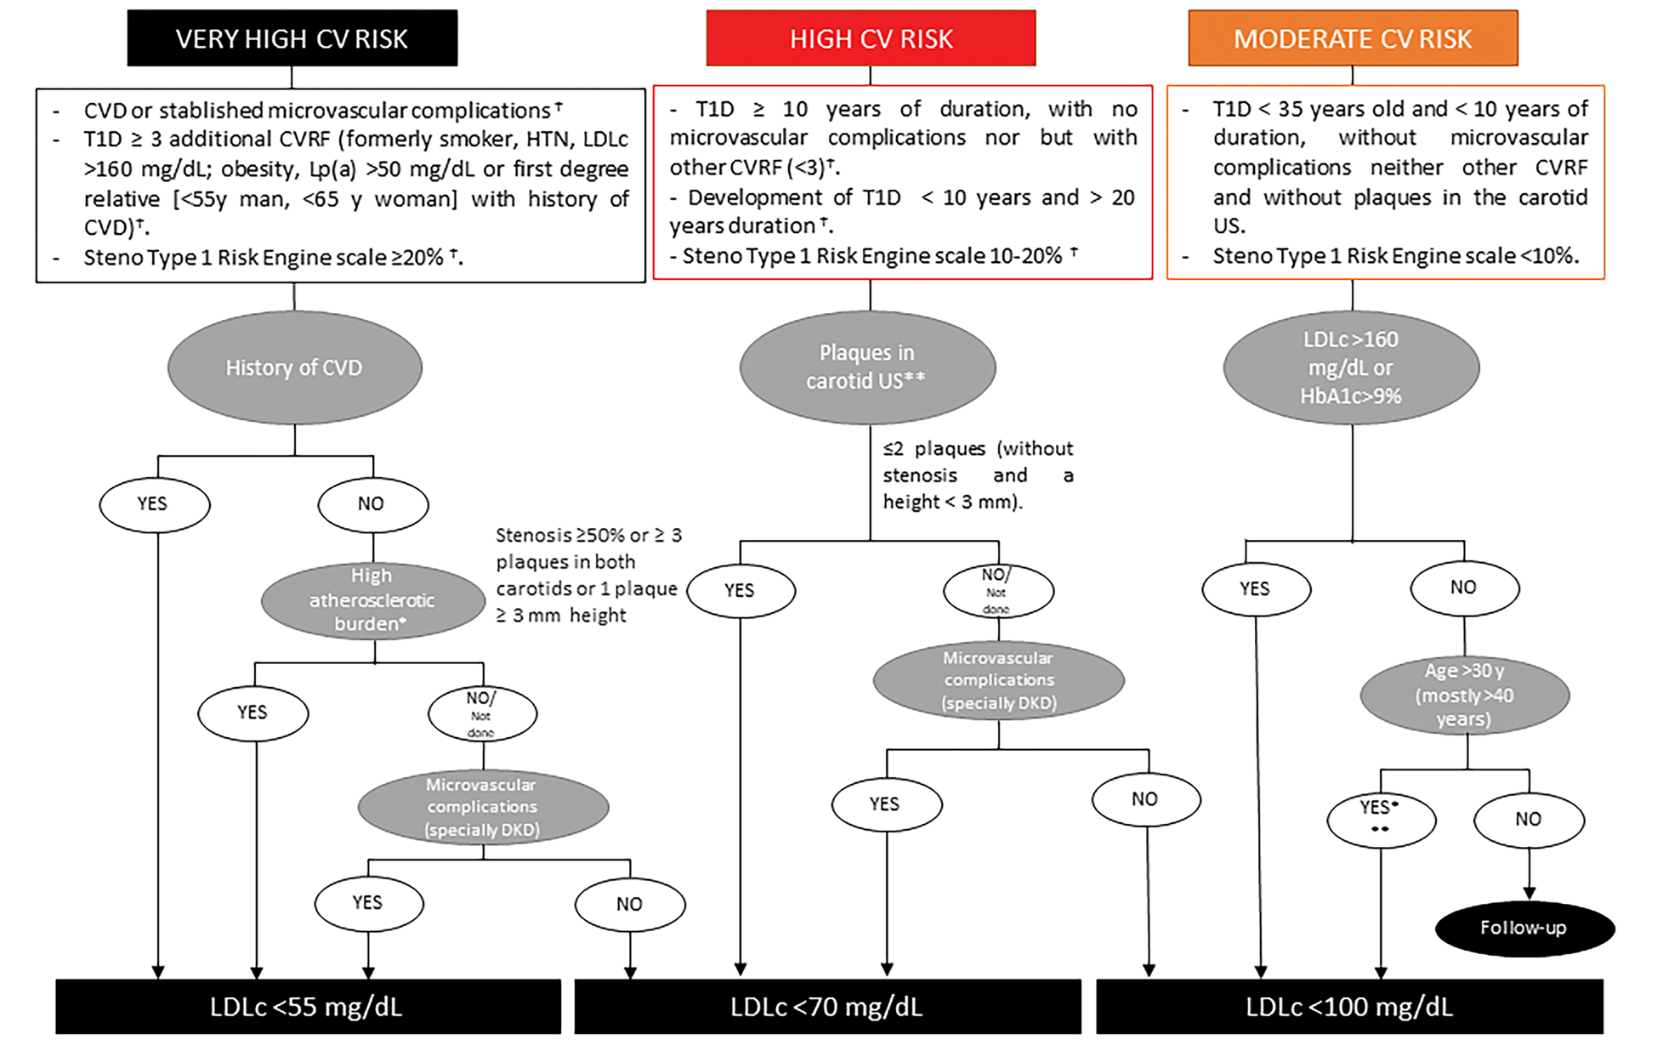 VERY HIGH CV RISK
- CVD or stablished microvascular complications †
- T1D ≥ 3 additional CVRF (formerly smoker, HTN, LDLc
>160 mg/dL; obesity, Lp(a) >50 mg/dL or first degree
relative [<55y man, <65 y woman] with history of
CVD)†.
- Steno Type 1 Risk Engine scale ≥20% †.
History of CVD
YES
NO
High
atherosclerotic
burden*
Stenosis ≥50% or ≥ 3
plaques in both
carotids or 1 plaque
≥ 3 mm height
YES
NO/
Not
done
Microvascular
complications
(specially DKD)
YES
NO
LDLc <55 mg/dL
HIGH CV RISK
- T1D ≥ 10 years of duration, with no
microvascular complications nor but with
other CVRF (<3)†.
- Development of T1D < 10 years and > 20
years duration †.
- Steno Type 1 Risk Engine scale 10-20% †
Plaques in
carotid US**
≤2 plaques (without
stenosis and a
height < 3 mm).
YES
NO/
Not
done
Microvascular
complications
(specially DKD)
YES
NO
LDLc <70 mg/dL
MODERATE CV RISK
- T1D < 35 years old and < 10 years of
duration, without microvascular
complications neither other CVRF
and without plaques in the carotid
US.
- Steno Type 1 Risk Engine scale <10%.
LDLc >160
mg/dL or
HbA1c>9%
YES
NO
Age >30 y
(mostly >40
years)
YES*
**
NO
Follow-up
LDLc <100 mg/dL